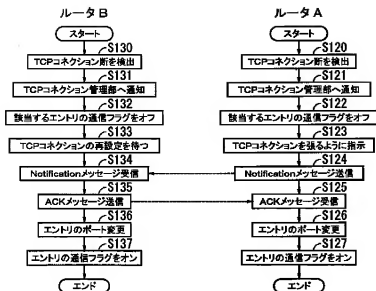 ルータB
スタート
S130
TCPコネクション断を検出
S131
TCPコネクション管理部へ通知
S132
該当するエントリの通信フラグをオフ
S133
TCPコネクションの再設定を待つ
S134
Notificationメッセージ受信
S135
ACKメッセージ送信
S136
エントリのポート変更
S137
エントリの通信フラグをオン
エンド
ルータA
スタート
S120
TCPコネクション断を検出
S121
TCPコネクション管理部へ通知
S122
該当するエントリの通信フラグをオフ
S123
TCPコネクションを張るように指示
S124
Notificationメッセージ送信
S125
ACKメッセージ受信
S126
エントリのポート変更
S127
エントリの通信フラグをオン
エンド